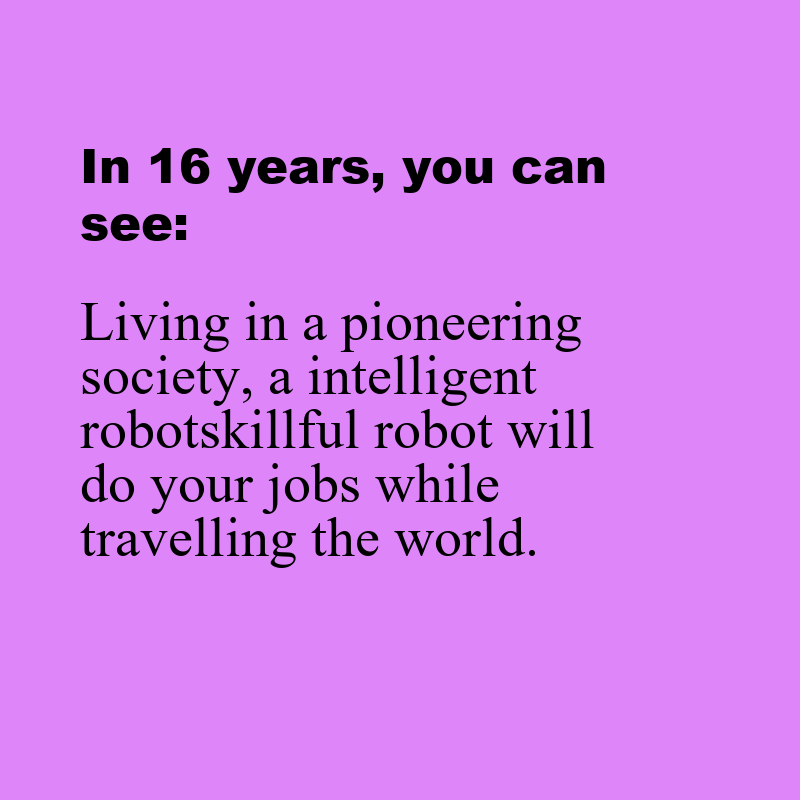 In 16 years, you can
see:
Living in a pioneering
society, a intelligent
robotskillful robot will
do your jobs while
travelling the world.